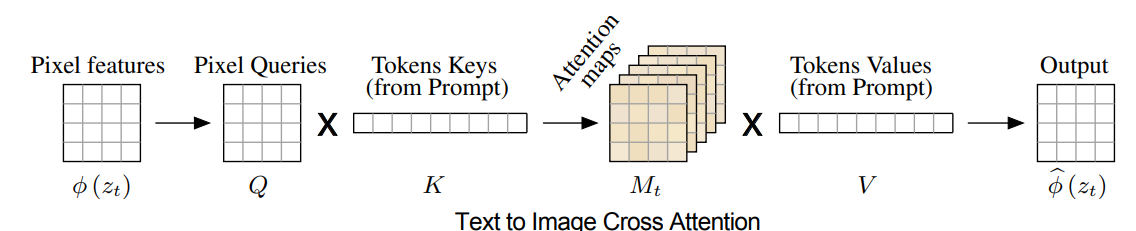 Pixel features
Pixel Queries
Tokens Keys
(from Prompt)
Attention
maps
Tokens Values
(from Prompt)
Output
X
X
ϕ (z_t)
Q
K
M_t
V
ϕ̂ (z_t)
Text to Image Cross Attention